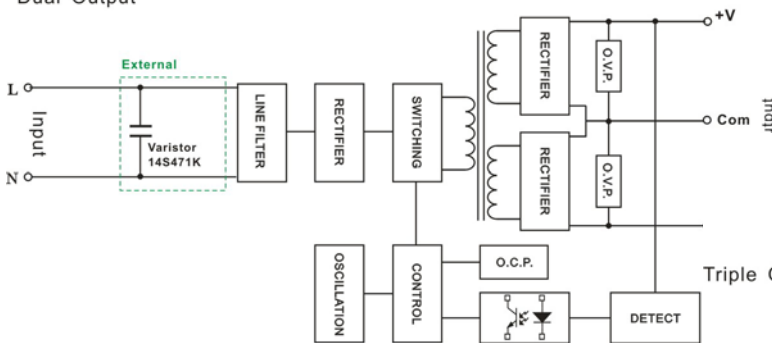 Dual Output
+V
External
L
Input
N
Varistor
14S471K
LINE FILTER
RECTIFIER
SWITCHING
RECTIFIER
RECTIFIER
O.V.P.
O.V.P.
Com
OSCILLATION
CONTROL
O.C.P.
DETECT
Triple